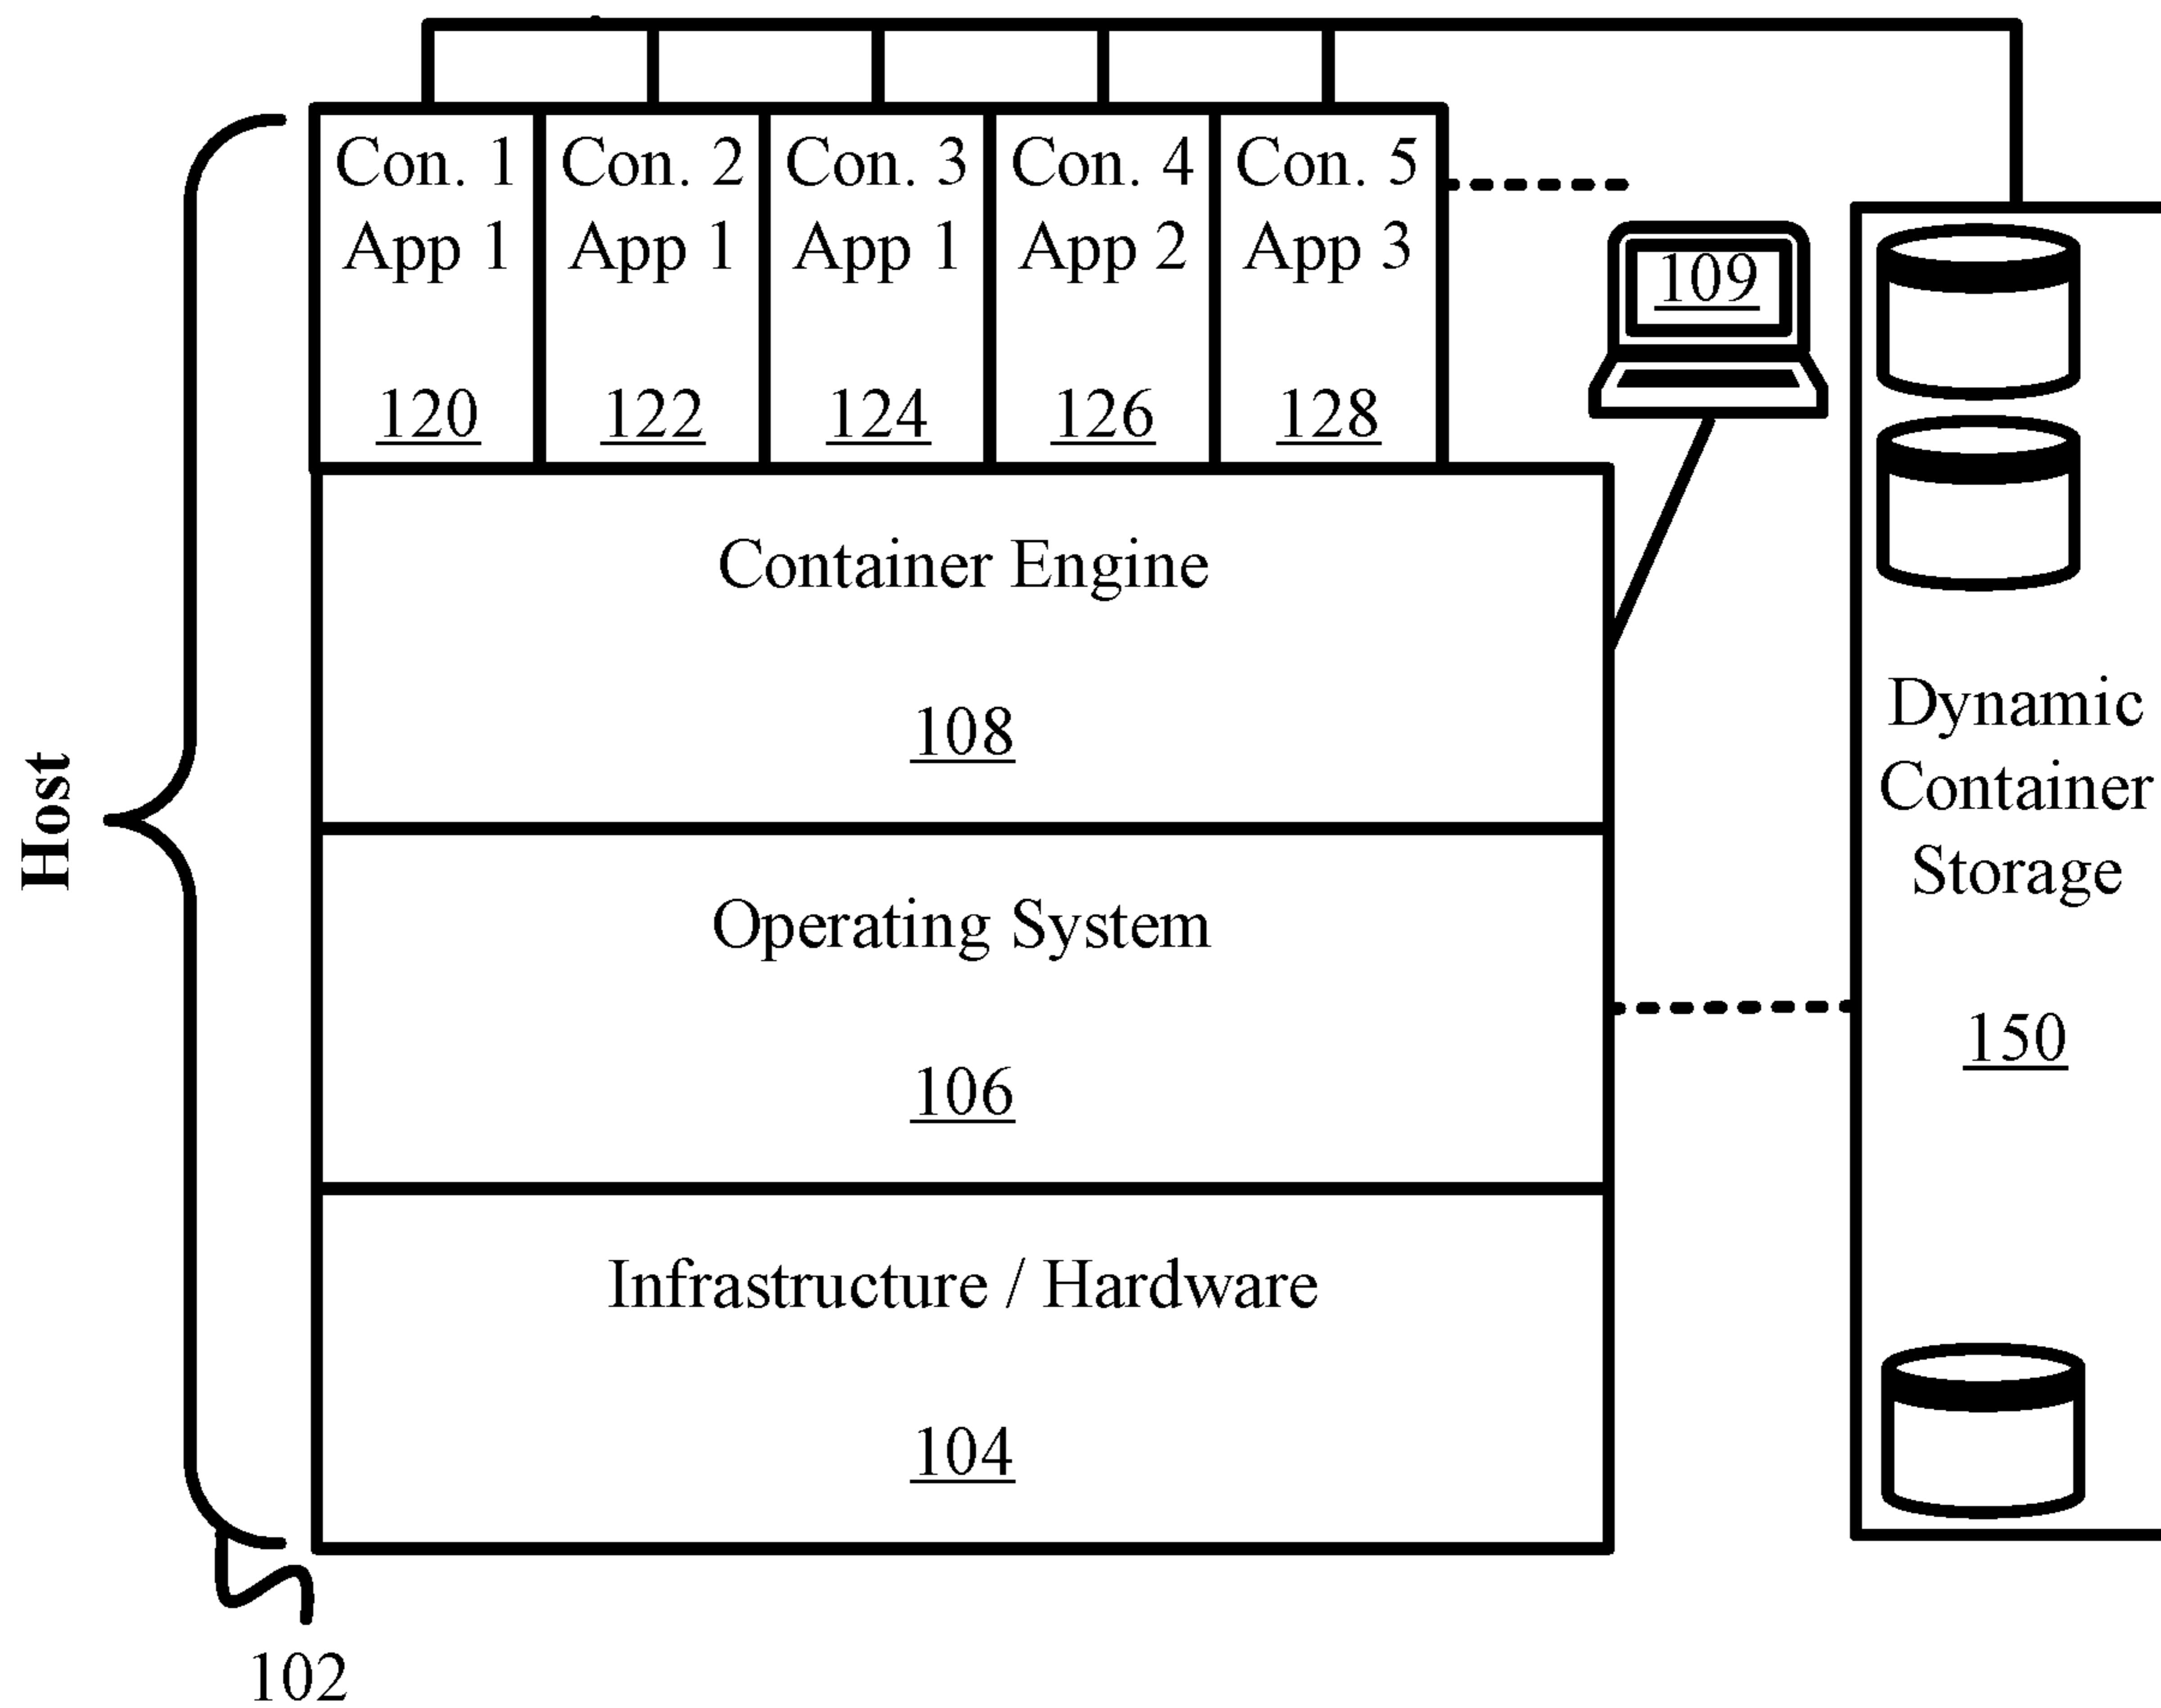 Con. 1
App 1
120
Con. 2
App 1
122
Con. 3
App 1
124
Con. 4
App 2
126
Con. 5
App 3
128
109
Container Engine
108
Operating System
106
Infrastructure / Hardware
104
Dynamic
Container
Storage
150
Host
102